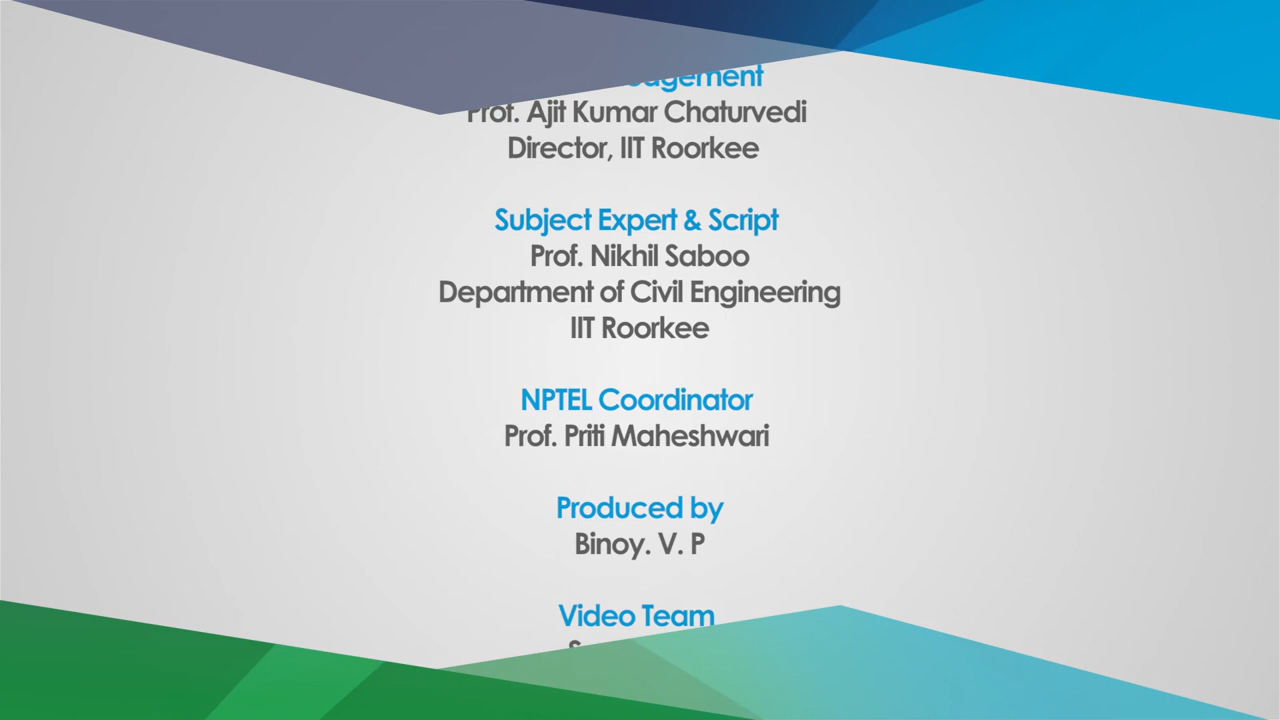 Prof. Ajit Kumar Chaturvedi
Director, IIT Roorkee
Subject Expert & Script
Prof. Nikhil Saboo
Department of Civil Engineering
IIT Roorkee
NPTEL Coordinator
Prof. Priti Maheshwari
Produced by
Binoy. V. P
Video Team